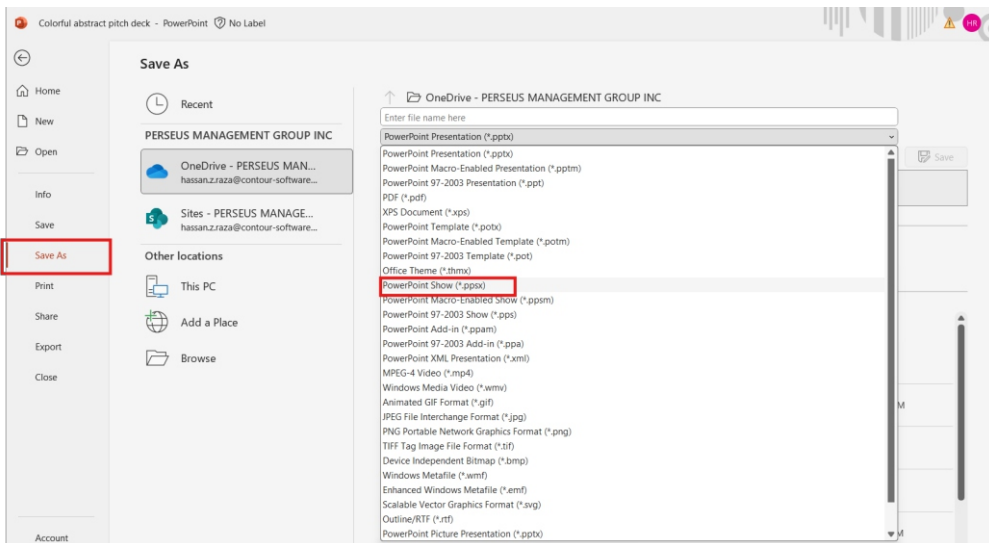 Colorful abstract pitch deck - PowerPoint No Label
HR
Home
New
Open
Info
Save
Save As
Print
Share
Export
Close
Account
Save As
Recent
PERSEUS MANAGEMENT GROUP INC
OneDrive - PERSEUS MAN...
hassan.z.raza@contour-software...
Sites - PERSEUS MANAGE...
hassan.z.raza@contour-software...
Other locations
This PC
Add a Place
Browse
OneDrive - PERSEUS MANAGEMENT GROUP INC
Enter file name here
PowerPoint Presentation (*.pptx)
Save
PowerPoint Presentation (*.pptx)
PowerPoint Macro-Enabled Presentation (*.pptm)
PowerPoint 97-2003 Presentation (*.ppt)
PDF (*.pdf)
XPS Document (*.xps)
PowerPoint Template (*.potx)
PowerPoint Macro-Enabled Template (*.potm)
PowerPoint 97-2003 Template (*.pot)
Office Theme (*.thmx)
PowerPoint Show (*.ppsx)
PowerPoint Macro-Enabled Show (*.ppsm)
PowerPoint 97-2003 Show (*.pps)
PowerPoint Add-in (*.ppam)
PowerPoint 97-2003 Add-in (*.ppa)
PowerPoint XML Presentation (*.xml)
MPEG-4 Video (*.mp4)
Windows Media Video (*.wmv)
Animated GIF Format (*.gif)
JPEG File Interchange Format (*.jpg)
PNG Portable Network Graphics Format (*.png)
TIFF Tag Image File Format (*.tif)
Device Independent Bitmap (*.bmp)
Windows Metafile (*.wmf)
Enhanced Windows Metafile (*.emf)
Scalable Vector Graphics Format (*.svg)
Outline/RTF (*.rtf)
PowerPoint Picture Presentation (*.pptx)
M
M